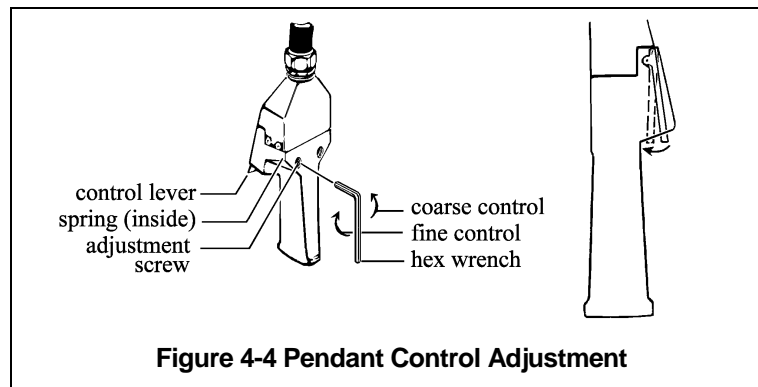 control lever
spring (inside)
adjustment
screw
coarse control
fine control
hex wrench
Figure 4-4 Pendant Control Adjustment